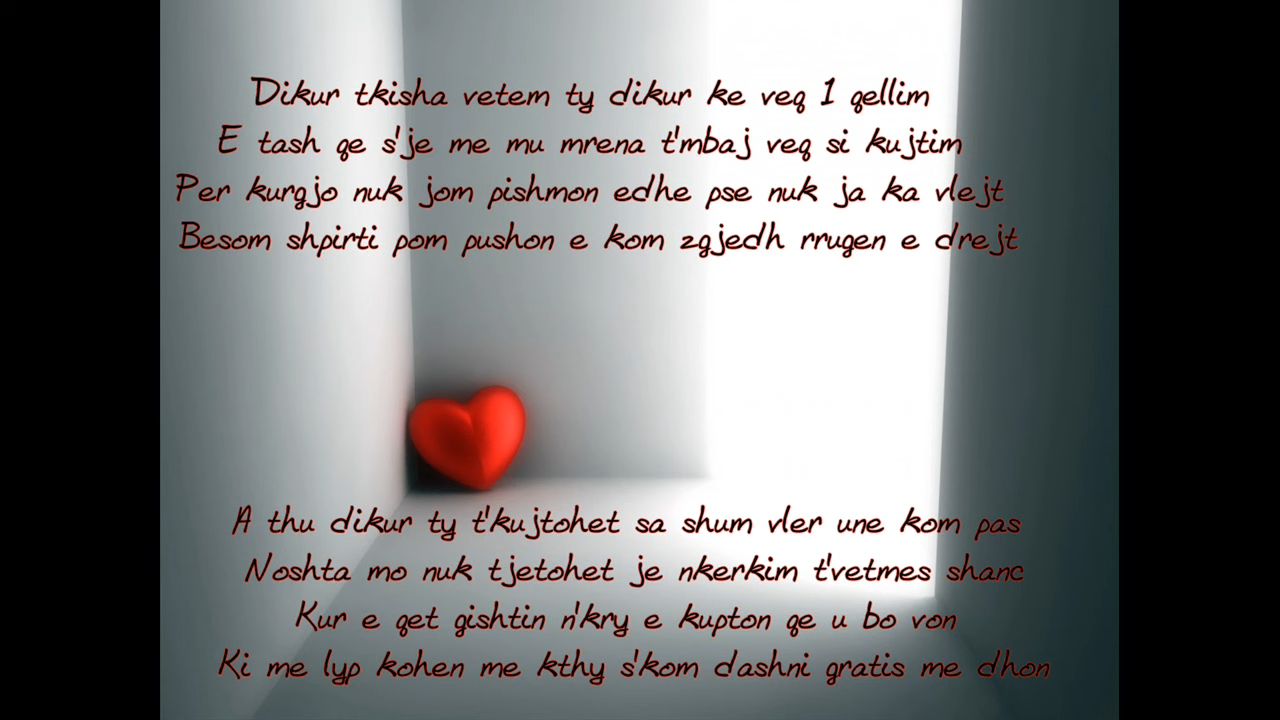 Dikur tkisha vetem ty dikur ke veq 1 qellim
E tash qe s'je me mu mrena t'mbaj veq si kujtim
Per kurgjo nuk jom pishmon edhe pse nuk ja ka vlejt
Besom shpirti pom pushon e kom zgjedh rrugen e drejt
A thu dikur ty t'kujtohet sa shum vler une kom pas
Noshta mo nuk tjetohet je nkerkim t'vetmes shanc
Kur e qet gishtin n'kry e kupton qe u bo von
Ki me lyp kohen me kthy s'kom dashni gratis me dhon